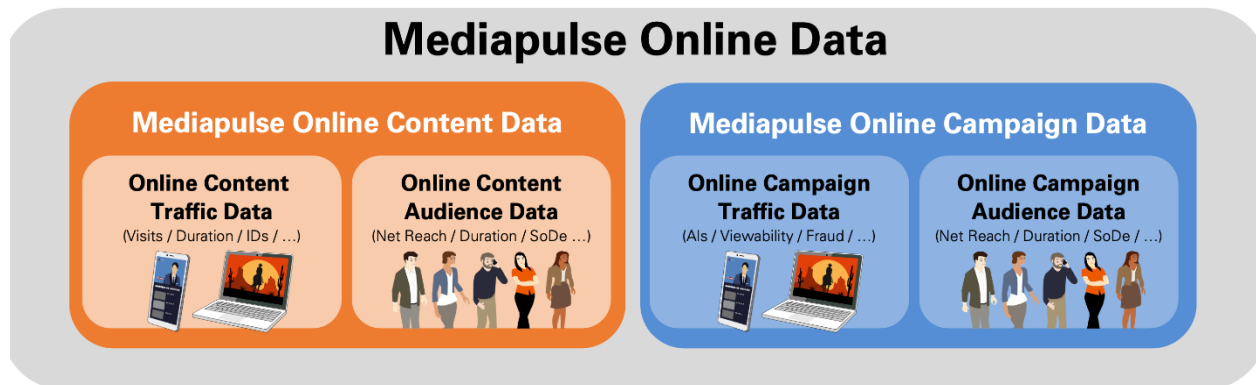 Mediapulse Online Data
Mediapulse Online Content Data
Online Content
Traffic Data
(Visits / Duration / IDs / …)
Online Content
Audience Data
(Net Reach / Duration / SoDe …)
Mediapulse Online Campaign Data
Online Campaign
Traffic Data
(AIs / Viewability / Fraud / …)
Online Campaign
Audience Data
(Net Reach / Duration / SoDe / …)